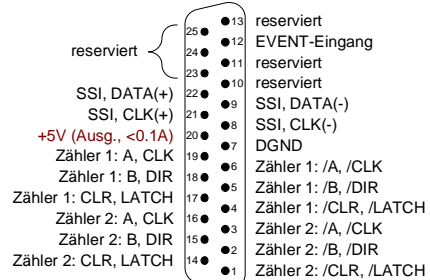 reserviert
25
24
23
SSI, DATA(+) 22
SSI, CLK(+) 21
+5V (Ausg., <0.1A) 20
Zähler 1: A, CLK 19
Zähler 1: B, DIR 18
Zähler 1: CLR, LATCH 17
Zähler 2: A, CLK 16
Zähler 2: B, DIR 15
Zähler 2: CLR, LATCH 14
13 reserviert
12 EVENT-Eingang
11 reserviert
10 reserviert
9 SSI, DATA(-)
8 SSI, CLK(-)
7 DGND
6 Zähler 1: /A, /CLK
5 Zähler 1: /B, /DIR
4 Zähler 1: /CLR, /LATCH
3 Zähler 2: /A, /CLK
2 Zähler 2: /B, /DIR
1 Zähler 2: /CLR, /LATCH